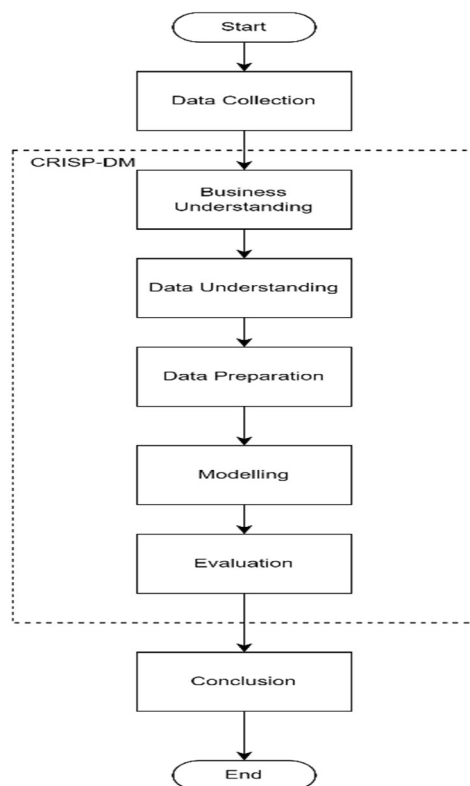 Start
Data Collection
CRISP-DM
Business
Understanding
Data Understanding
Data Preparation
Modelling
Evaluation
Conclusion
End